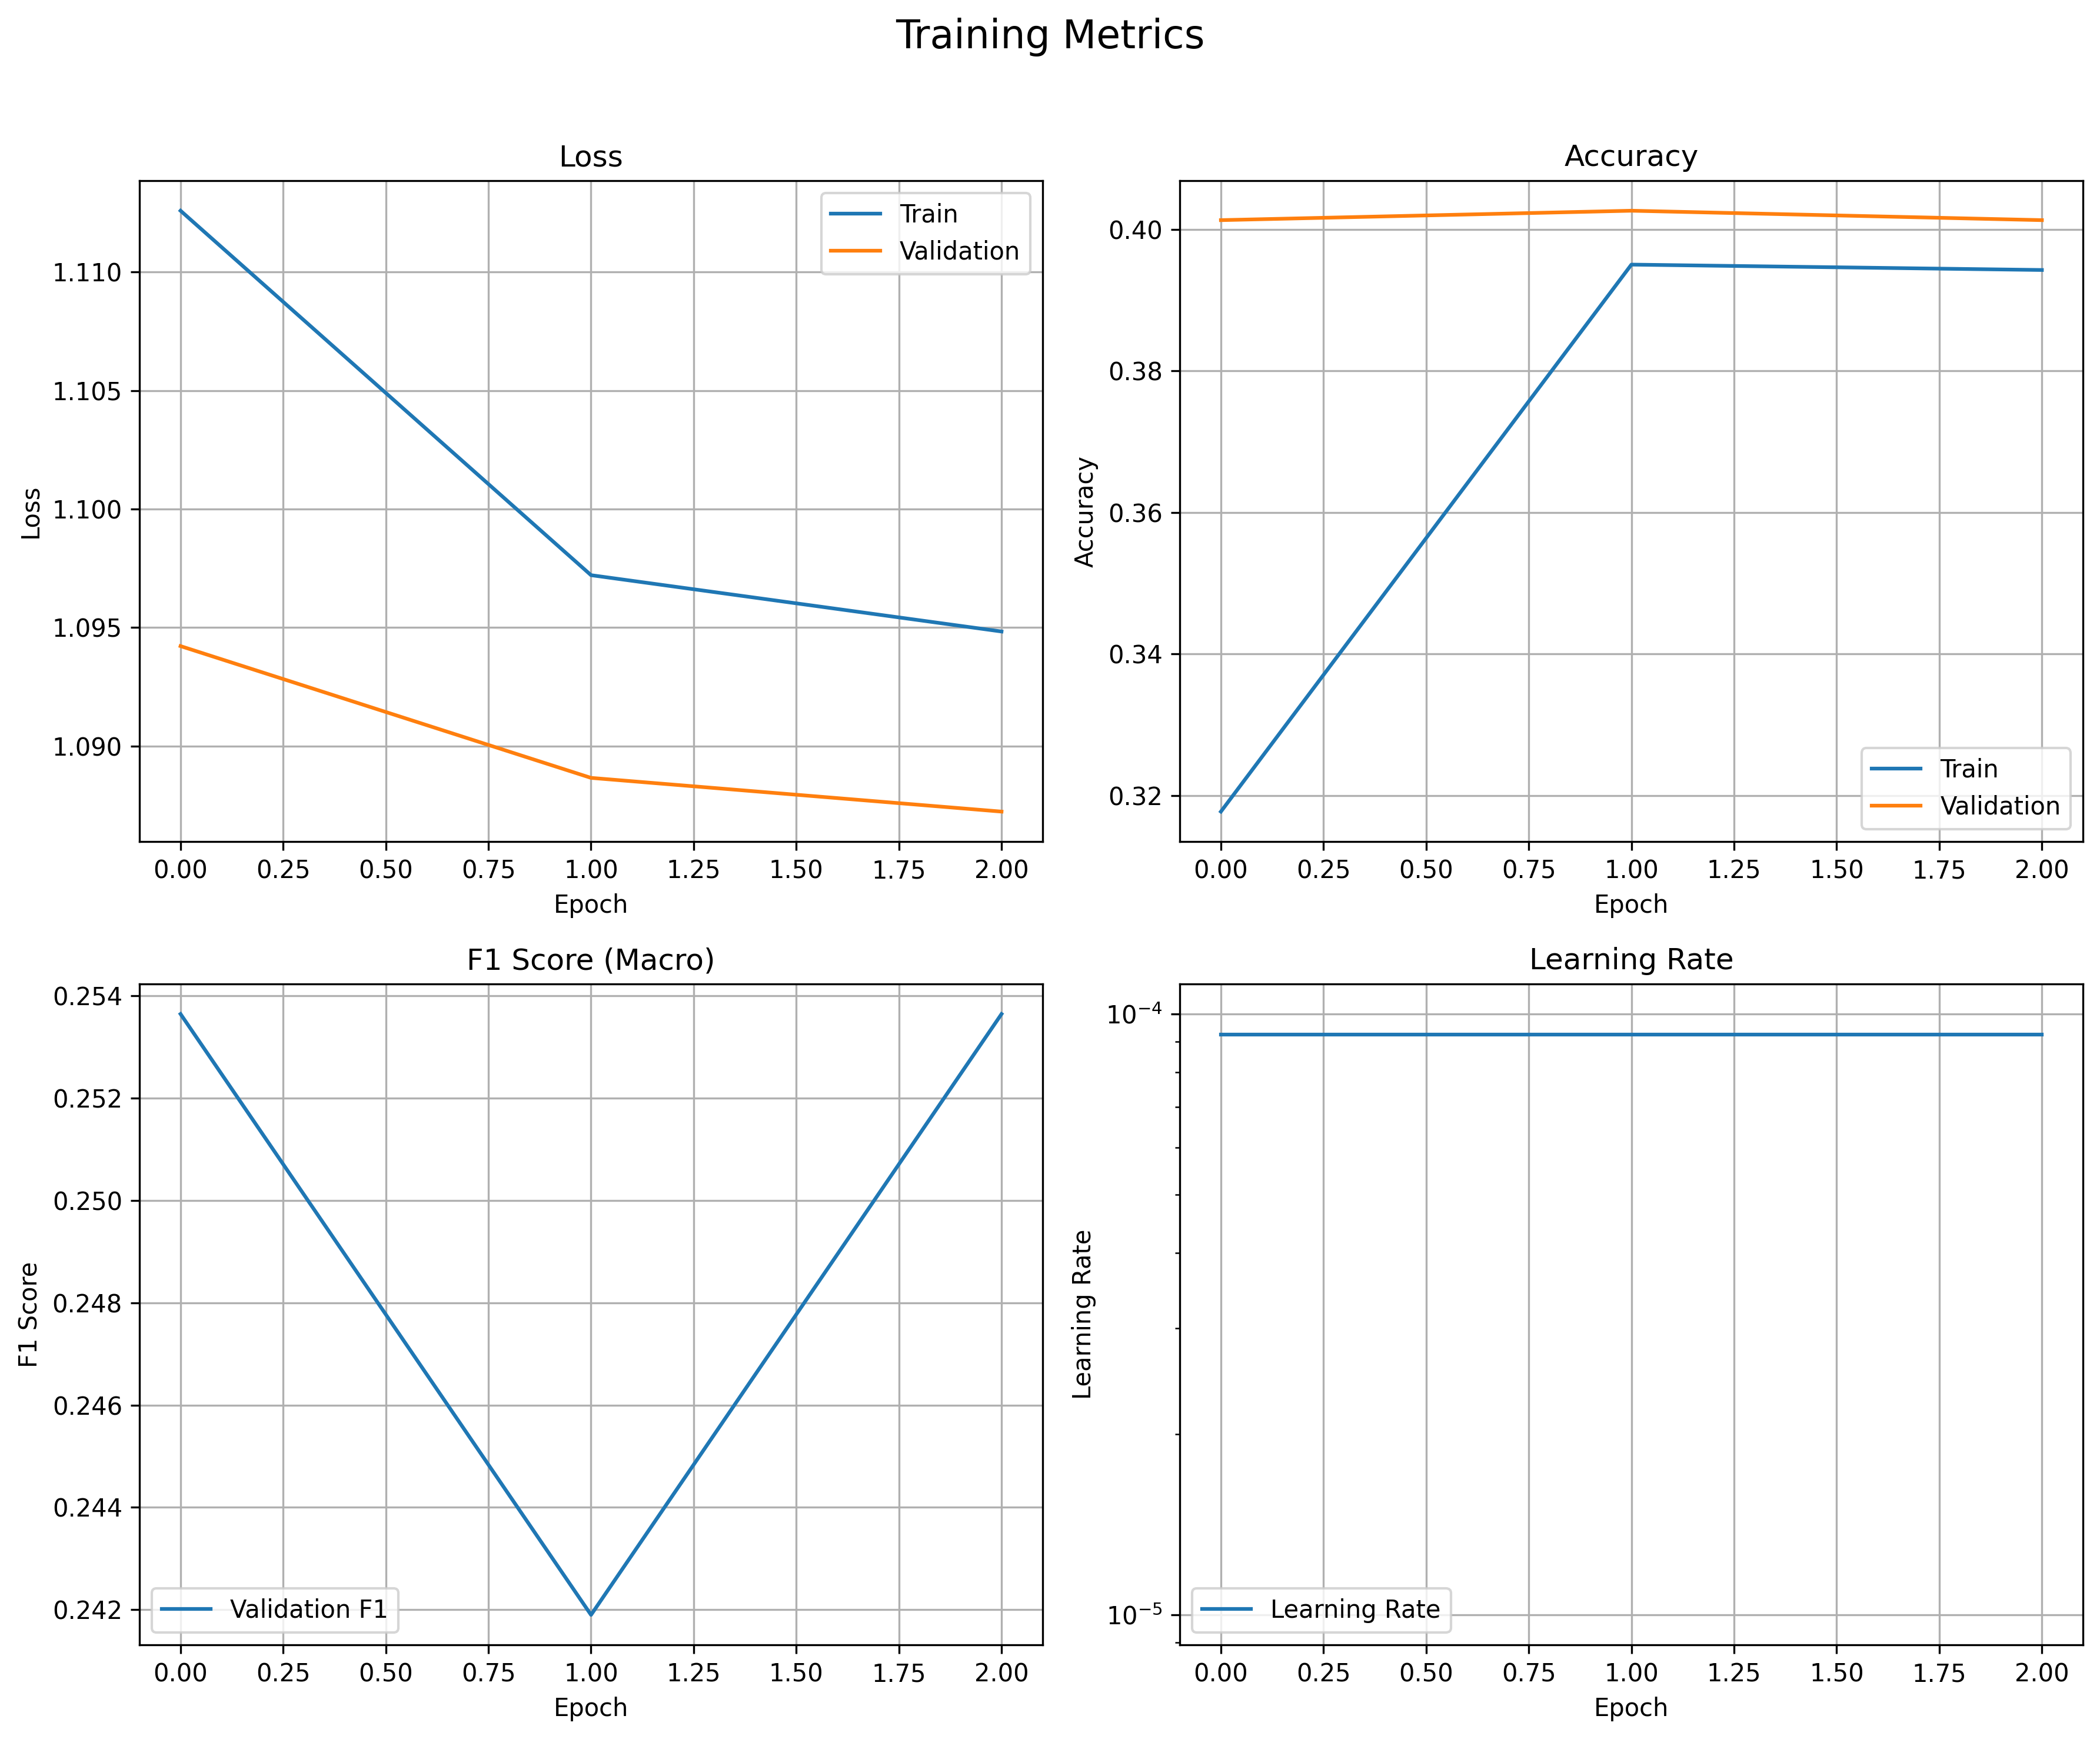 Training Metrics
Loss
Train
Validation
1.110
1.105
1.100
1.095
1.090
Loss
0.00 0.25 0.50 0.75 1.00 1.25 1.50 1.75 2.00
Epoch
Accuracy
0.40
0.38
0.36
0.34
0.32
Accuracy
Train
Validation
0.00 0.25 0.50 0.75 1.00 1.25 1.50 1.75 2.00
Epoch
F1 Score (Macro)
0.254
0.252
0.250
0.248
0.246
0.244
0.242
F1 Score
Validation F1
0.00 0.25 0.50 0.75 1.00 1.25 1.50 1.75 2.00
Epoch
Learning Rate
10⁻⁴
10⁻⁵
Learning Rate
Learning Rate
0.00 0.25 0.50 0.75 1.00 1.25 1.50 1.75 2.00
Epoch